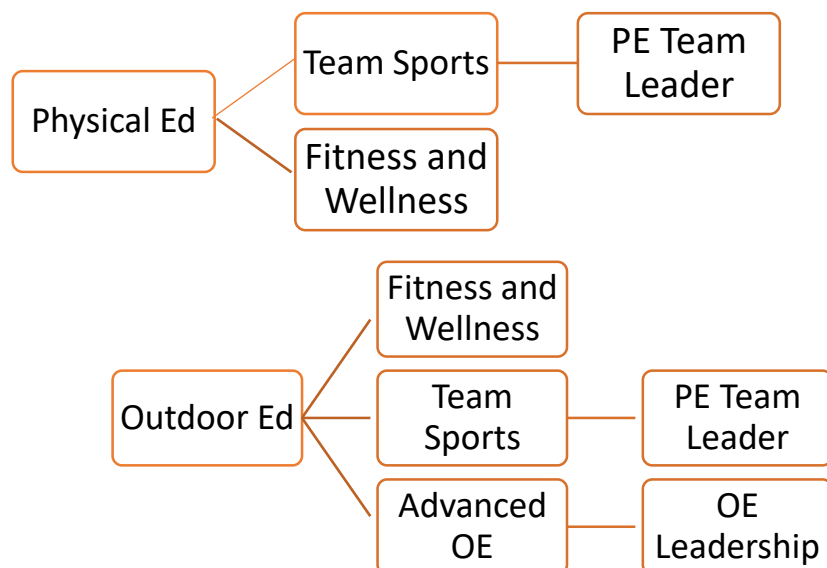 Team Sports
PE Team
Leader
Physical Ed
Fitness and
Wellness
Fitness and
Wellness
Outdoor Ed
Team
Sports
PE Team
Leader
Advanced
OE
OE
Leadership